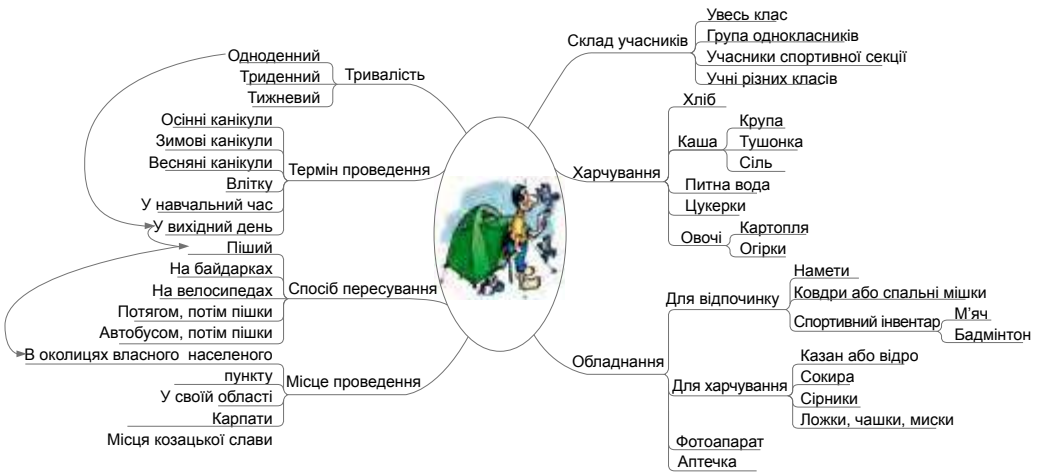 Одноденний
Триденний
Тижневий
Тривалість
Осінні канікули
Зимові канікули
Весняні канікули
Влітку
У навчальний час
У вихідний день
Термін проведення
Піший
На байдарках
На велосипедах
Потягом, потім пішки
Автобусом, потім пішки
Спосіб пересування
В околицях власного населеного
пункту
У своїй області
Карпати
Місця козацької слави
Місце проведення
Склад учасників
Увесь клас
Група однокласників
Учасники спортивної секції
Учні різних класів
Харчування
Хліб
Каша
Крупа
Тушонка
Сіль
Питна вода
Цукерки
Овочі
Картопля
Огірки
Обладнання
Для відпочинку
Намети
Ковдри або спальні мішки
Спортивний інвентар
М’яч
Бадмінтон
Для харчування
Казан або відро
Сокира
Сірники
Ложки, чашки, миски
Фотоапарат
Аптечка